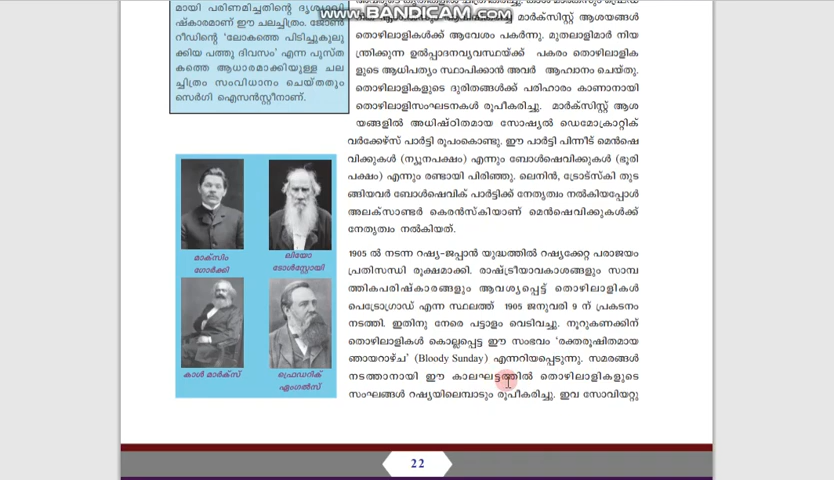 മായി പരിണമിച്ചതിന്റെ ദൃശ്യാവി
ഷ്കാരമാണ് ഈ ചലച്ചിത്രം. ജോൺ
റീഡിന്റെ 'ലോകത്തെ പിടിച്ചുകുലു
ക്കിയ പത്തു ദിവസം' എന്ന പുസ്ത
കത്തെ ആധാരമാക്കിയുള്ള ചല
ച്ചിത്രം സംവിധാനം ചെയ്തതും
സെർഗി ഐസൻസ്റ്റീനാണ്.
www.BANDICAM.COM
മാർക്സിസ്റ്റ് ആശയങ്ങൾ
തൊഴിലാളികൾക്ക് ആവേശം പകർന്നു. മുതലാളിമാർ നിയ
ന്ത്രിക്കുന്ന ഉൽപ്പാദനവ്യവസ്ഥയ്ക്ക് പകരം തൊഴിലാളിക
ളുടെ ആധിപത്യം സ്ഥാപിക്കാൻ അവർ ആഹ്വാനം ചെയ്തു.
തൊഴിലാളികളുടെ ദുരിതങ്ങൾക്ക് പരിഹാരം കാണാനായി
തൊഴിലാളിസംഘടനകൾ രൂപീകരിച്ചു. മാർക്സിസ്റ്റ് ആശ
യങ്ങളിൽ അധിഷ്ഠിതമായ സോഷ്യൽ ഡെമോക്രാറ്റിക്
വർക്കേഴ്സ് പാർട്ടി രൂപംകൊണ്ടു. ഈ പാർട്ടി പിന്നീട് മെൻഷെ
വിക്കുകൾ (ന്യൂനപക്ഷം) എന്നും ബോൾഷെവിക്കുകൾ (ഭൂരി
പക്ഷം) എന്നും രണ്ടായി പിരിഞ്ഞു. ലെനിൻ, ട്രോട്സ്കി തുട
ങ്ങിയവർ ബോൾഷെവിക് പാർട്ടിക്ക് നേതൃത്വം നൽകിയപ്പോൾ
അലക്സാണ്ടർ കെരൻസ്കിയാണ് മെൻഷെവിക്കുകൾക്ക്
നേതൃത്വം നൽകിയത്.
മാക്സിം
ഗോർക്കി
ലിയോ
ടോൾസ്റ്റോയി
കാൾ മാർക്സ്
ഫ്രെഡറിക്
ഏംഗൽസ്
1905 ൽ നടന്ന റഷ്യ-ജപ്പാൻ യുദ്ധത്തിൽ റഷ്യക്കേറ്റ പരാജയം
പ്രതിസന്ധി രൂക്ഷമാക്കി. രാഷ്ട്രീയാവകാശങ്ങളും സാമ്പ
ത്തികപരിഷ്കാരങ്ങളും ആവശ്യപ്പെട്ട് തൊഴിലാളികൾ
പെട്രോഗ്രാഡ് എന്ന സ്ഥലത്ത് 1905 ജനുവരി 9 ന് പ്രകടനം
നടത്തി. ഇതിനു നേരെ പട്ടാളം വെടിവച്ചു. നൂറുകണക്കിന്
തൊഴിലാളികൾ കൊല്ലപ്പെട്ട ഈ സംഭവം 'രക്തരൂഷിതമായ
ഞായറാഴ്ച' (Bloody Sunday) എന്നറിയപ്പെടുന്നു. സമരങ്ങൾ
നടത്താനായി ഈ കാലഘട്ടത്തിൽ തൊഴിലാളികളുടെ
സംഘങ്ങൾ റഷ്യയിലെമ്പാടും രൂപീകരിച്ചു. ഇവ സോവിയറ്റു
22